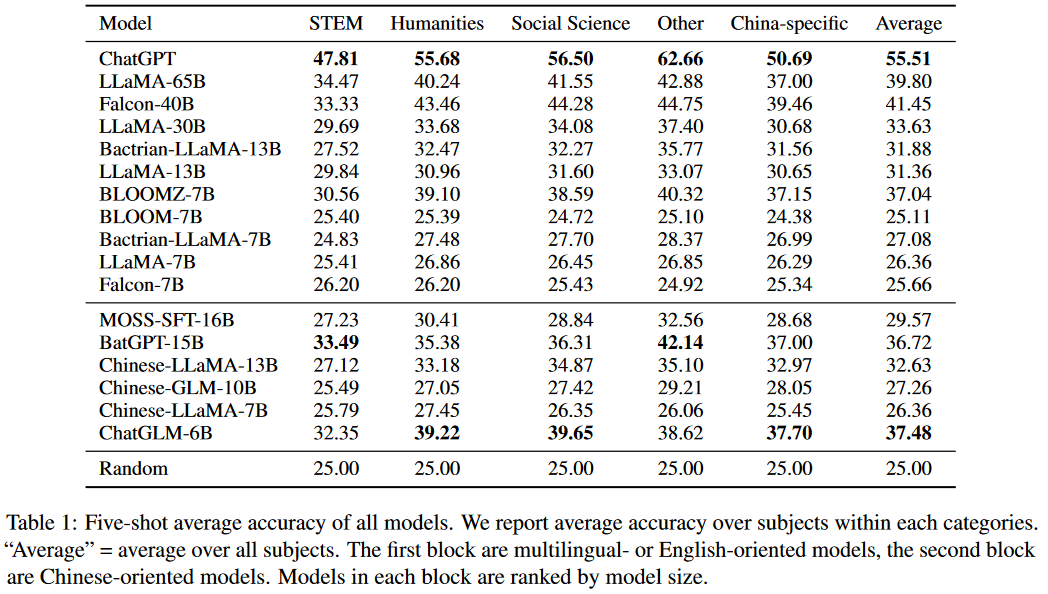 Model STEM Humanities Social Science Other China-specific Average
ChatGPT 47.81 55.68 56.50 62.66 50.69 55.51
LLaMA-65B 34.47 40.24 41.55 42.88 37.00 39.80
Falcon-40B 33.33 43.46 44.28 44.75 39.46 41.45
LLaMA-30B 29.69 33.68 34.08 37.40 30.68 33.63
Bactrian-LLaMA-13B 27.52 32.47 32.27 35.77 31.56 31.88
LLaMA-13B 29.84 30.96 31.60 33.07 30.65 31.36
BLOOMZ-7B 30.56 39.10 38.59 40.32 37.15 37.04
BLOOM-7B 25.40 25.39 24.72 25.10 24.38 25.11
Bactrian-LLaMA-7B 24.83 27.48 27.70 28.37 26.99 27.08
LLaMA-7B 25.41 26.86 26.45 26.85 26.29 26.36
Falcon-7B 26.20 26.20 25.43 24.92 25.34 25.66
MOSS-SFT-16B 27.23 30.41 28.84 32.56 28.68 29.57
BatGPT-15B 33.49 35.38 36.31 42.14 37.00 36.72
Chinese-LLaMA-13B 27.12 33.18 34.87 35.10 32.97 32.63
Chinese-GLM-10B 25.49 27.05 27.42 29.21 28.05 27.26
Chinese-LLaMA-7B 25.79 27.45 26.35 26.06 25.45 26.36
ChatGLM-6B 32.35 39.22 39.65 38.62 37.70 37.48
Random 25.00 25.00 25.00 25.00 25.00 25.00
Table 1: Five-shot average accuracy of all models. We report average accuracy over subjects within each categories.
“Average” = average over all subjects. The first block are multilingual- or English-oriented models, the second block
are Chinese-oriented models. Models in each block are ranked by model size.